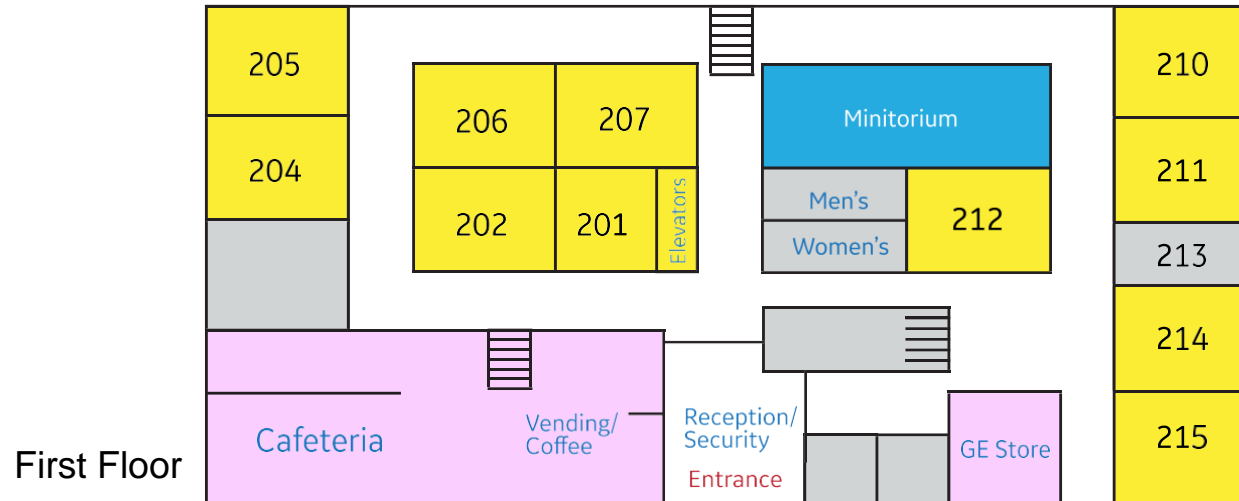 205
210
206
207
Minitorium
204
211
Men's
202
201
Elevators
212
Women's
213
214
Vending/
Coffee
Reception/
Security
Cafeteria
215
GE Store
First Floor
Entrance